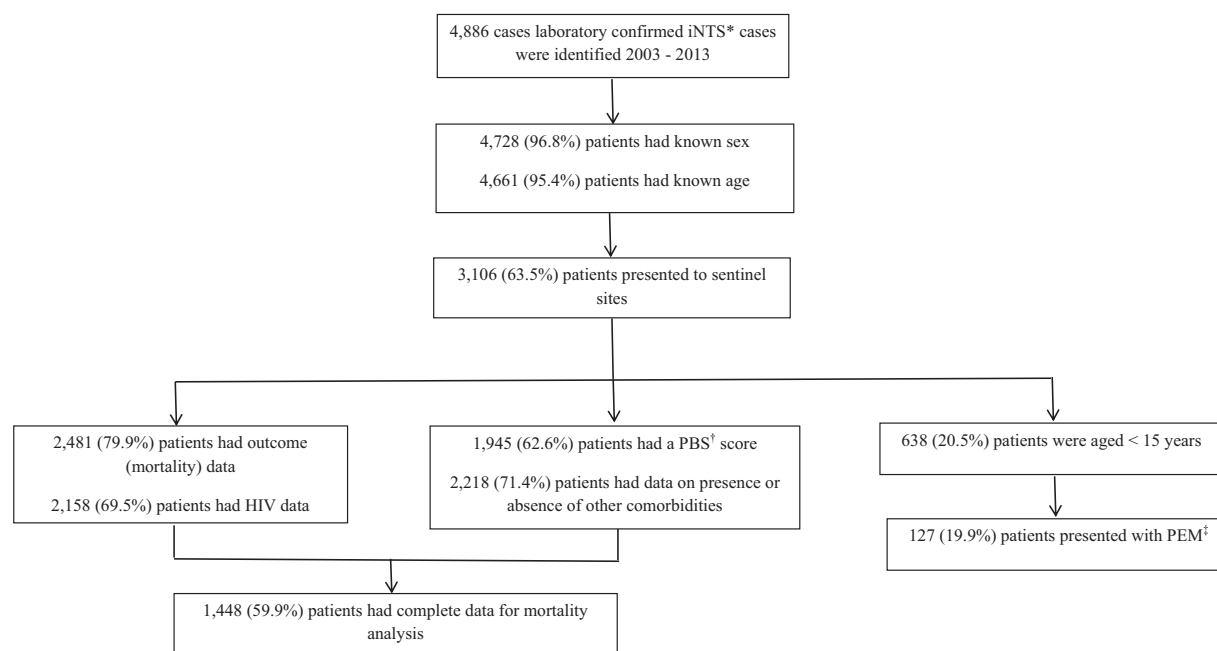 4,886 cases laboratory confirmed iNTS* cases
were identified 2003 - 2013
4,728 (96.8%) patients had known sex
4,661 (95.4%) patients had known age
3,106 (63.5%) patients presented to sentinel
sites
2,481 (79.9%) patients had outcome
(mortality) data
2,158 (69.5%) patients had HIV data
1,945 (62.6%) patients had a PBS† score
2,218 (71.4%) patients had data on presence or
absence of other comorbidities
638 (20.5%) patients were aged < 15 years
127 (19.9%) patients presented with PEM‡
1,448 (59.9%) patients had complete data for mortality
analysis